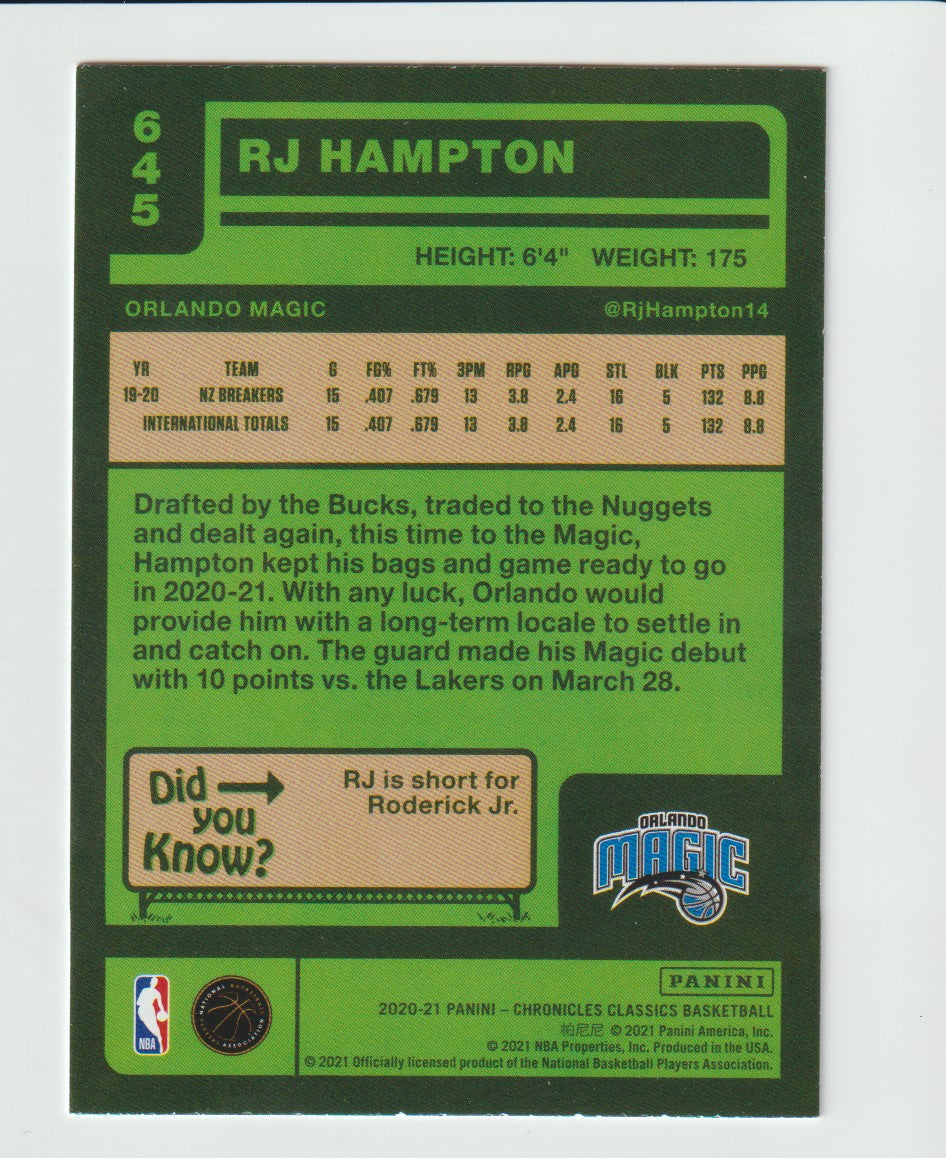 6
4
5
RJ HAMPTON
HEIGHT: 6'4" WEIGHT: 175
ORLANDO MAGIC @RjHampton14
YR TEAM G FG% FT% 3PM RPG APG STL BLK PTS PPG
19-20 NZ BREAKERS 15 .407 .679 13 3.8 2.4 16 5 132 8.8
INTERNATIONAL TOTALS 15 .407 .679 13 3.8 2.4 16 5 132 8.8
Drafted by the Bucks, traded to the Nuggets
and dealt again, this time to the Magic,
Hampton kept his bags and game ready to go
in 2020-21. With any luck, Orlando would
provide him with a long-term locale to settle in
and catch on. The guard made his Magic debut
with 10 points vs. the Lakers on March 28.
Did
you
Know?
RJ is short for
Roderick Jr.
ORLANDO
MAGIC
NBA
NATIONAL BASKETBALL
PLAYERS ASSOCIATION
PANINI
2020-21 PANINI – CHRONICLES CLASSICS BASKETBALL
帕尼尼 © 2021 Panini America, Inc.
© 2021 NBA Properties, Inc. Produced in the USA.
© 2021 Officially licensed product of the National Basketball Players Association.